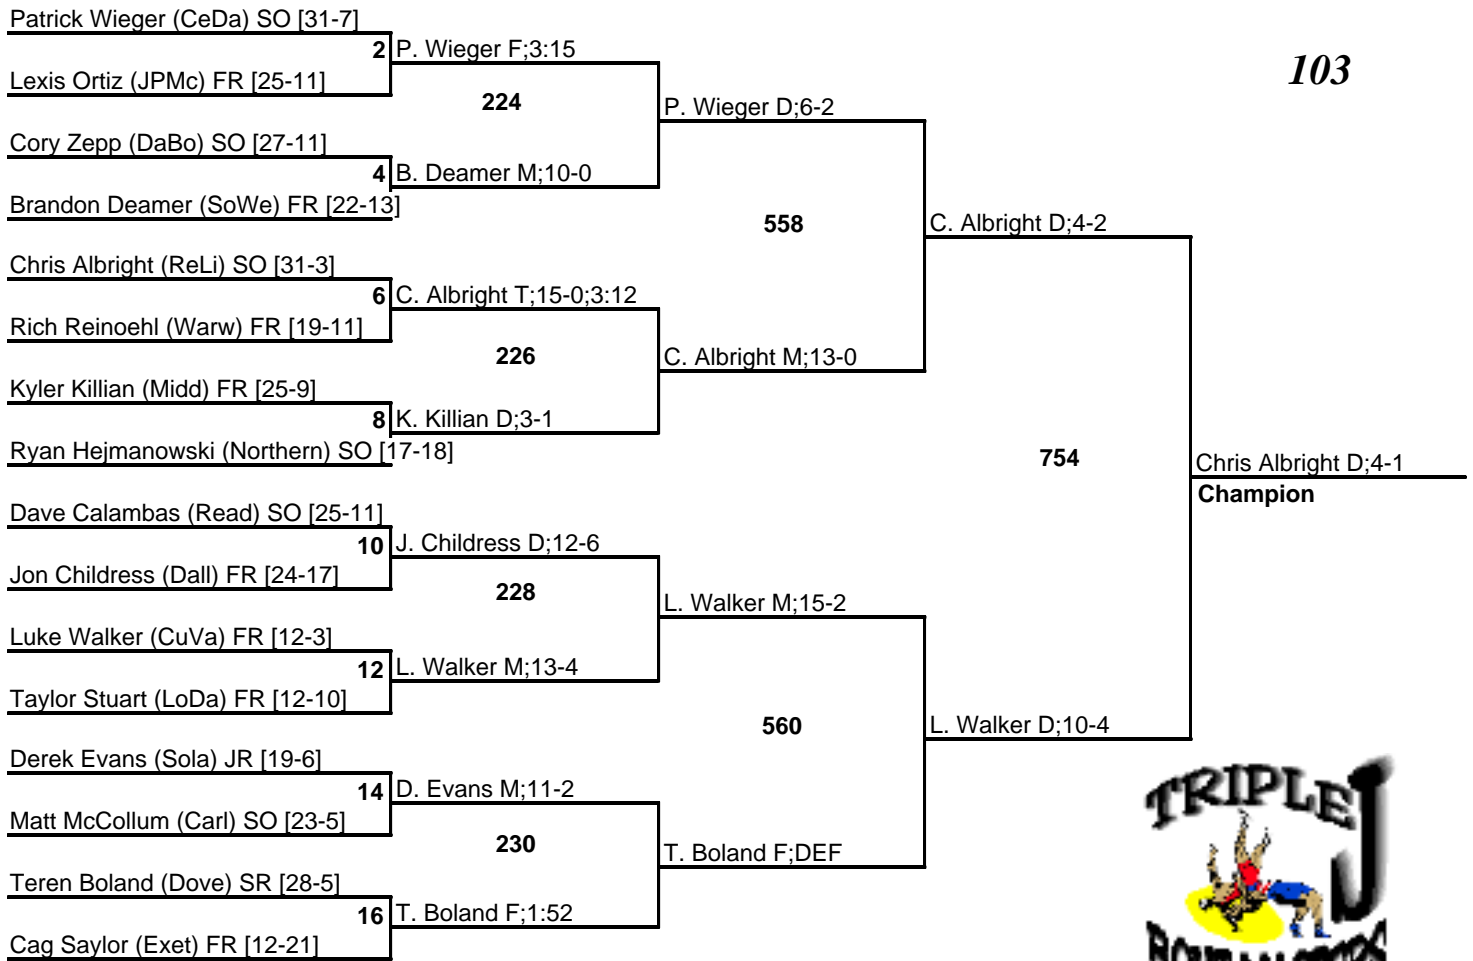 103
Patrick Wieger (CeDa) SO [31-7]
2 P. Wieger F;3:15
Lexis Ortiz (JPMc) FR [25-11]
224
P. Wieger D;6-2
Cory Zepp (DaBo) SO [27-11]
4 B. Deamer M;10-0
Brandon Deamer (SoWe) FR [22-13]
558
C. Albright D;4-2
Chris Albright (ReLi) SO [31-3]
6 C. Albright T;15-0;3:12
Rich Reinoehl (Warw) FR [19-11]
226
C. Albright M;13-0
Kyler Killian (Midd) FR [25-9]
8 K. Killian D;3-1
Ryan Hejmanowski (Northern) SO [17-18]
754
Chris Albright D;4-1
Champion
Dave Calambas (Read) SO [25-11]
10 J. Childress D;12-6
Jon Childress (Dall) FR [24-17]
228
L. Walker M;15-2
Luke Walker (CuVa) FR [12-3]
12 L. Walker M;13-4
Taylor Stuart (LoDa) FR [12-10]
560
L. Walker D;10-4
Derek Evans (Sola) JR [19-6]
14 D. Evans M;11-2
Matt McCollum (Carl) SO [23-5]
230
T. Boland F;DEF
Teren Boland (Dove) SR [28-5]
16 T. Boland F;1:52
Cag Saylor (Exet) FR [12-21]
TRIPLE J